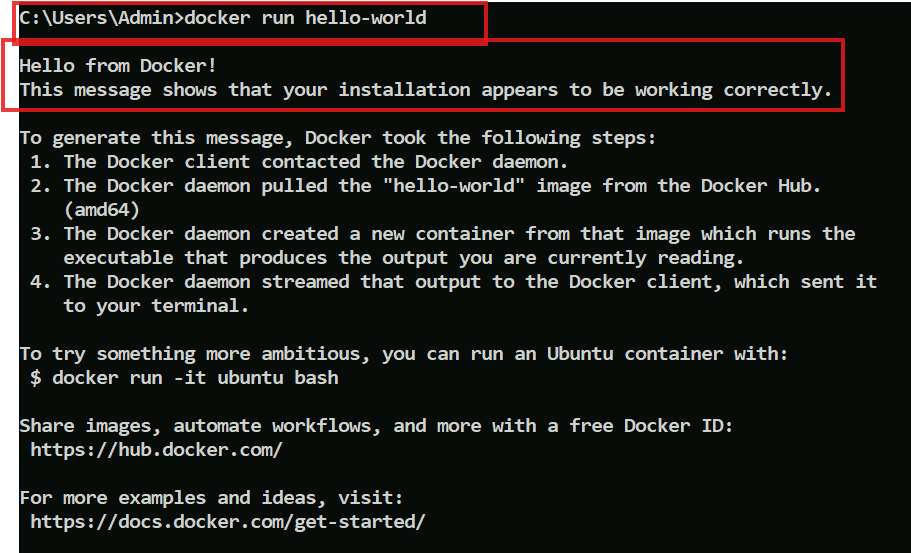 C:\Users\Admin>docker run hello-world
Hello from Docker!
This message shows that your installation appears to be working correctly.
To generate this message, Docker took the following steps:
1. The Docker client contacted the Docker daemon.
2. The Docker daemon pulled the "hello-world" image from the Docker Hub.
(amd64)
3. The Docker daemon created a new container from that image which runs the
executable that produces the output you are currently reading.
4. The Docker daemon streamed that output to the Docker client, which sent it
to your terminal.
To try something more ambitious, you can run an Ubuntu container with:
$ docker run -it ubuntu bash
Share images, automate workflows, and more with a free Docker ID:
https://hub.docker.com/
For more examples and ideas, visit:
https://docs.docker.com/get-started/